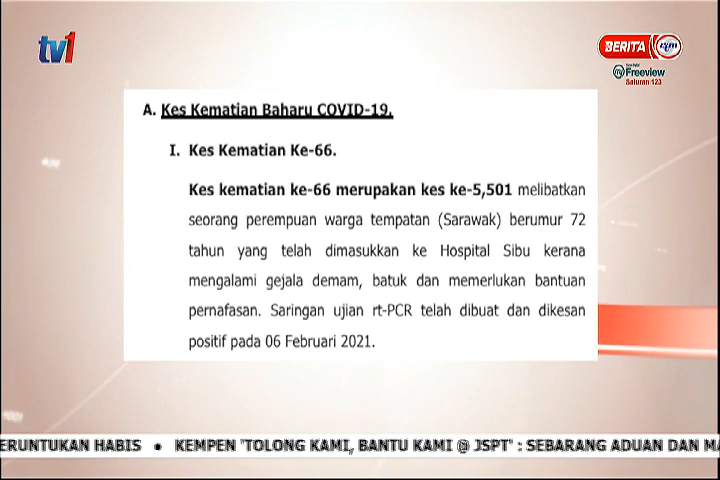 tv1
BERITA rtm
myFreeview
Saluran 123
A. Kes Kematian Baharu COVID-19.
I. Kes Kematian Ke-66.
Kes kematian ke-66 merupakan kes ke-5,501 melibatkan
seorang perempuan warga tempatan (Sarawak) berumur 72
tahun yang telah dimasukkan ke Hospital Sibu kerana
mengalami gejala demam, batuk dan memerlukan bantuan
pernafasan. Saringan ujian rt-PCR telah dibuat dan dikesan
positif pada 06 Februari 2021.
ERUNTUKAN HABIS • KEMPEN 'TOLONG KAMI, BANTU KAMI @ JSPT' : SEBARANG ADUAN DAN MA